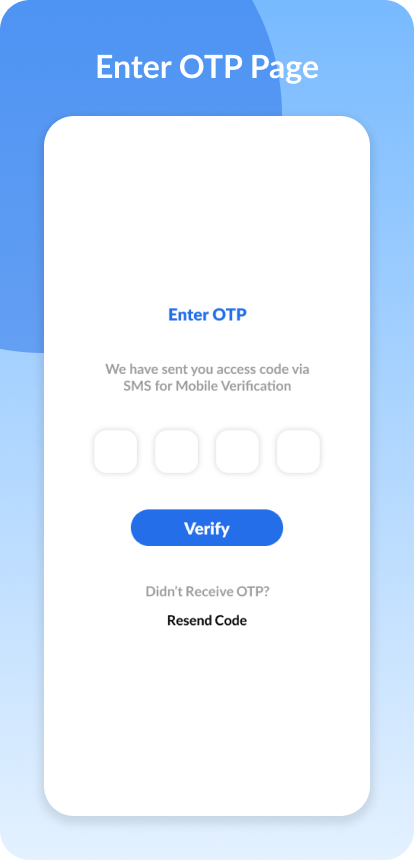 Enter OTP Page
Enter OTP
We have sent you access code via
SMS for Mobile Verification
Verify
Didn't Receive OTP?
Resend Code